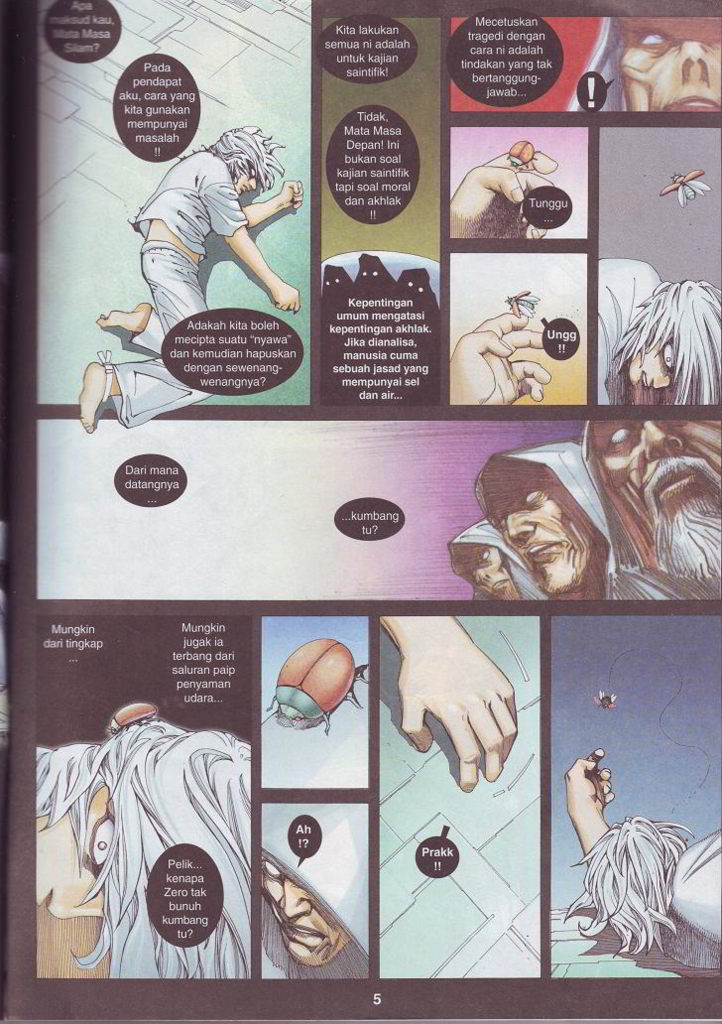 Apa
maksud kau,
Mata Masa
Silam?
Pada
pendapat
aku, cara yang
kita gunakan
mempunyai
masalah
!!
Adakah kita boleh
mecipta suatu “nyawa”
dan kemudian hapuskan
dengan sewenang-
wenangnya?
Kita lakukan
semua ni adalah
untuk kajian
saintifik!
Tidak,
Mata Masa
Depan! Ini
bukan soal
kajian saintifik
tapi soal moral
dan akhlak
!!
Kepentingan
umum mengatasi
kepentingan akhlak.
Jika dianalisa,
manusia cuma
sebuah jasad yang
mempunyai sel
dan air...
Mecetuskan
tragedi dengan
cara ni adalah
tindakan yang tak
bertanggung-
jawab...
!
Tunggu
...
Ungg
!!
Dari mana
datangnya
...
...kumbang
tu?
Mungkin
dari tingkap
...
Mungkin
jugak ia
terbang dari
saluran paip
penyaman
udara...
Pelik...
kenapa
Zero tak
bunuh
kumbang
tu?
Ah
!?
Prakk
!!
5